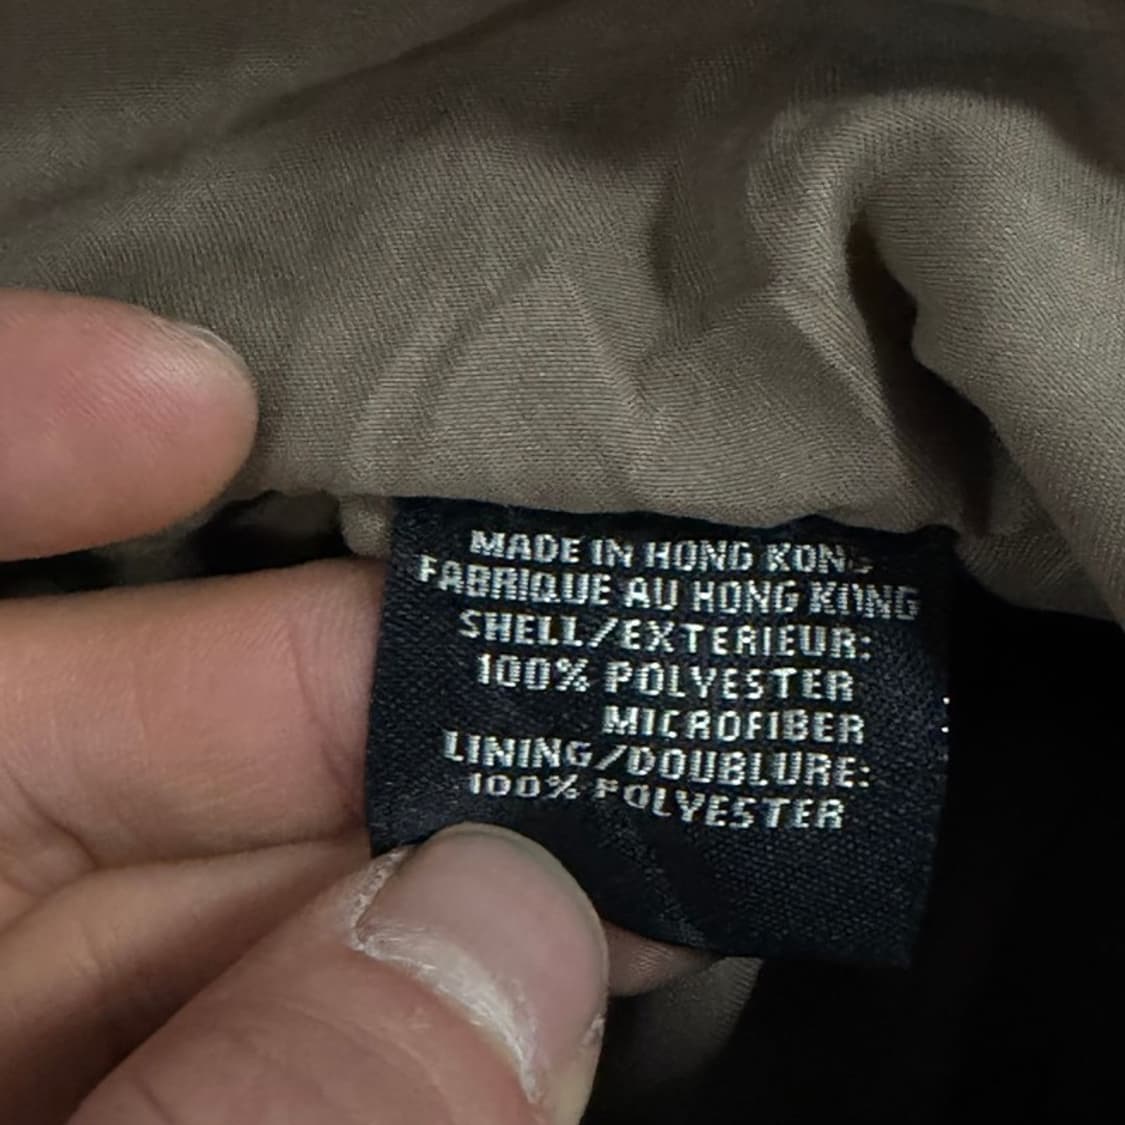 MADE IN HONG KONG
FABRIQUE AU HONG KONG
SHELL/EXTERIEUR:
100% POLYESTER
MICROFIBER
LINING/DOUBLURE:
100% POLYESTER